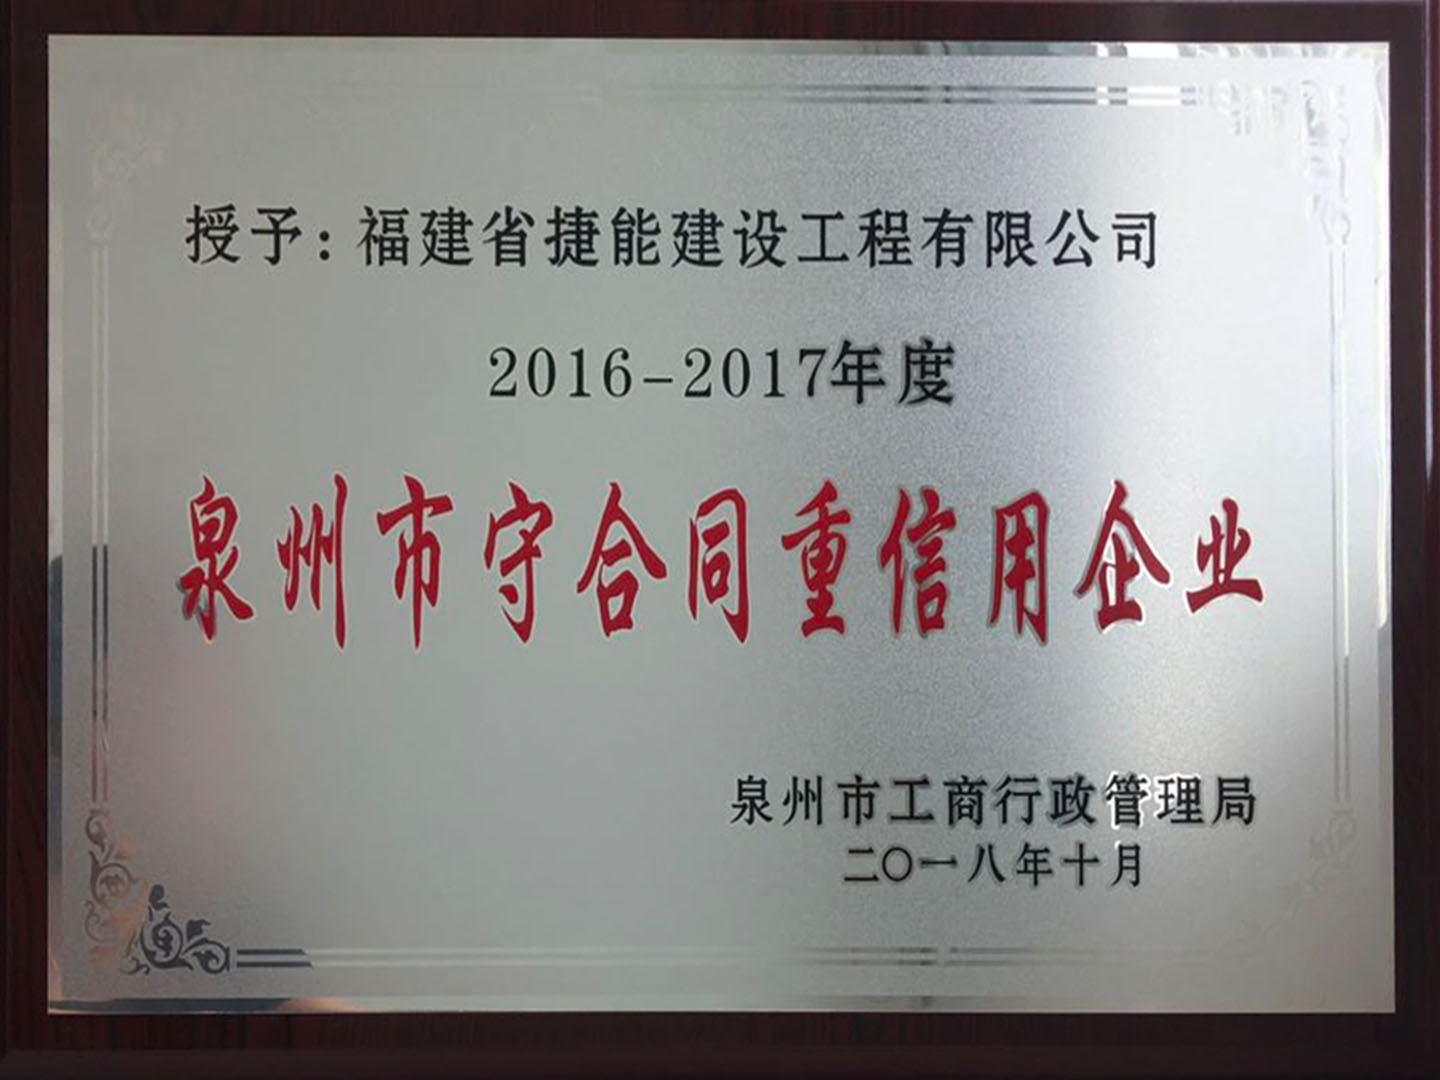 授予：福建省捷能建设工程有限公司
2016-2017年度
泉州市守合同重信用企业
泉州市工商行政管理局
二〇一八年十月